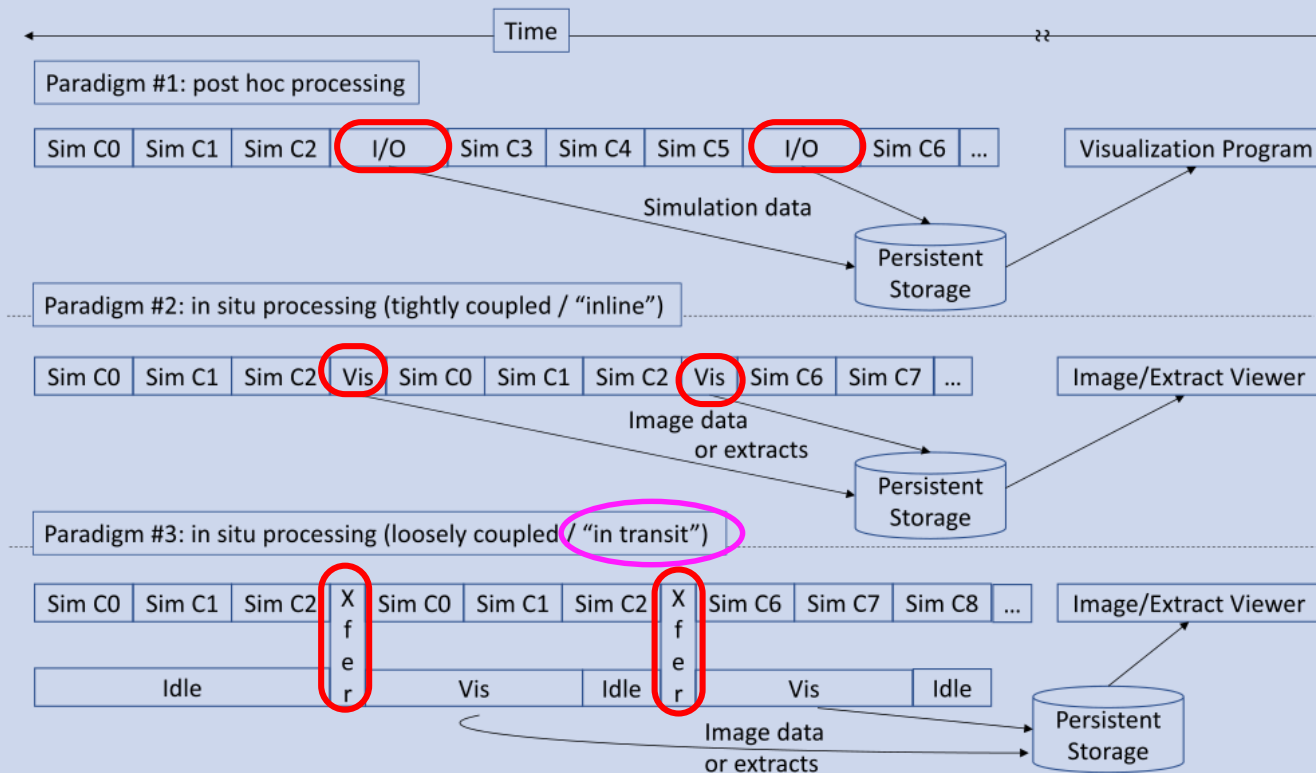 Time
Paradigm #1: post hoc processing
Sim C0 Sim C1 Sim C2 I/O Sim C3 Sim C4 Sim C5 I/O Sim C6 ... Visualization Program
Simulation data
Persistent
Storage
Paradigm #2: in situ processing (tightly coupled / “inline”)
Sim C0 Sim C1 Sim C2 Vis Sim C0 Sim C1 Sim C2 Vis Sim C6 Sim C7 ... Image/Extract Viewer
Image data
or extracts
Persistent
Storage
Paradigm #3: in situ processing (loosely coupled / “in transit”)
Sim C0 Sim C1 Sim C2 Xfer Sim C0 Sim C1 Sim C2 Xfer Sim C6 Sim C7 Sim C8 ... Image/Extract Viewer
Idle Vis Idle Vis Idle
Image data
or extracts
Persistent
Storage